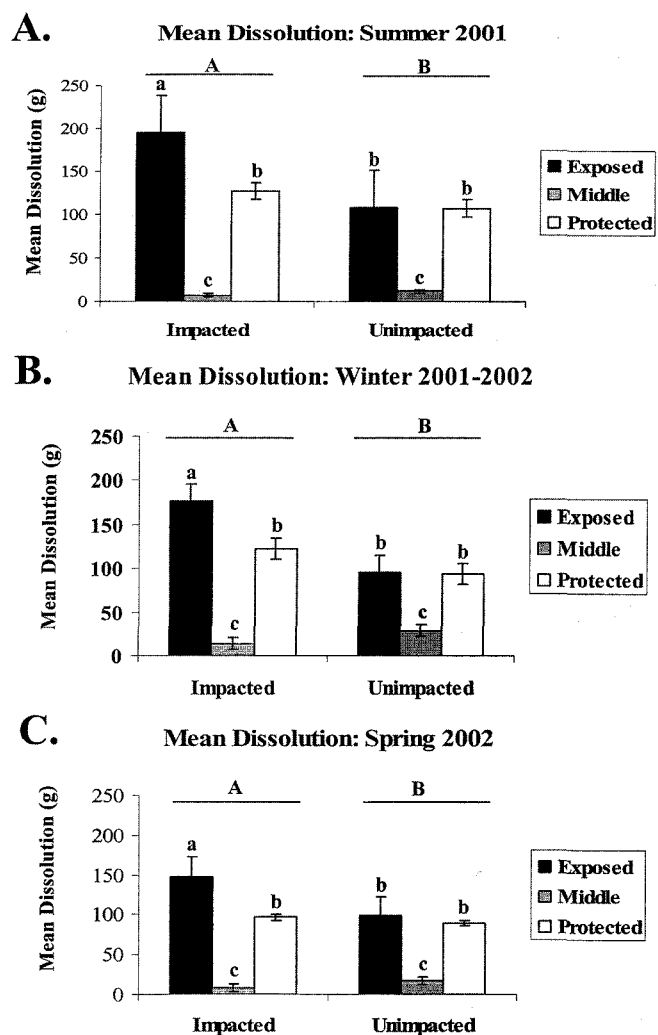 A.
Mean Dissolution: Summer 2001
A B
a
250
200
150
100
50
0
Mean Dissolution (g)
b b b
c c
Exposed
Middle
Protected
Impacted Unimpacted
B.
Mean Dissolution: Winter 2001-2002
A B
250
200
150
100
50
0
Mean Dissolution (g)
a
b b b
c c
Exposed
Middle
Protected
Impacted Unimpacted
C.
Mean Dissolution: Spring 2002
A B
250
200
150
100
50
0
Mean Dissolution (g)
a
b b b
c c
Exposed
Middle
Protected
Impacted Unimpacted